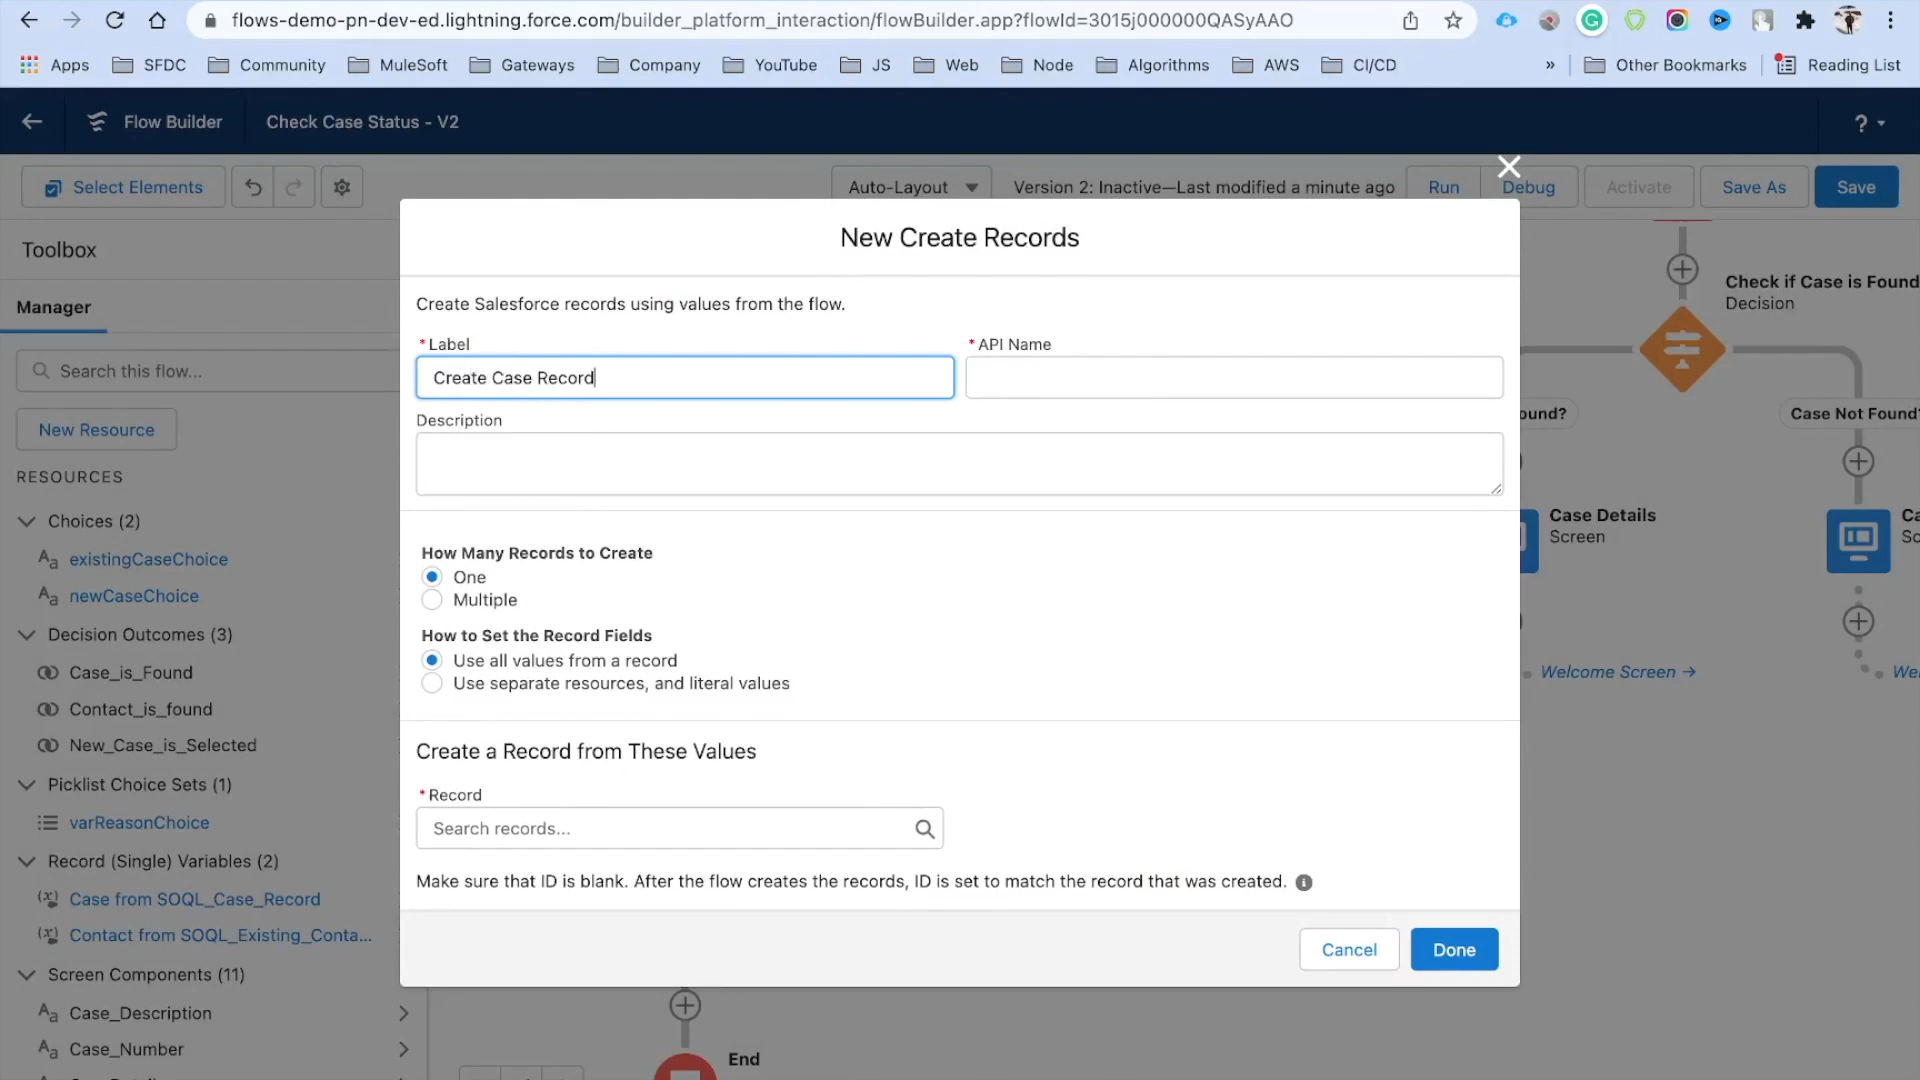 flows-demo-pn-dev-ed.lightning.force.com/builder_platform_interaction/flowBuilder.app?flowId=3015j000000QASyAAO
Apps SFDC Community MuleSoft Gateways Company YouTube JS Web Node Algorithms AWS CI/CD » Other Bookmarks Reading List
Flow Builder Check Case Status - V2 ?
Select Elements Auto-Layout Version 2: Inactive—Last modified a minute ago Run Debug Activate Save As Save
Toolbox
Manager
Search this flow...
New Resource
RESOURCES
Choices (2)
Aa existingCaseChoice
Aa newCaseChoice
Decision Outcomes (3)
Case_is_Found
Contact_is_found
New_Case_is_Selected
Picklist Choice Sets (1)
varReasonChoice
Record (Single) Variables (2)
(x) Case from SOQL_Case_Record
(x) Contact from SOQL_Existing_Conta...
Screen Components (11)
Aa Case_Description
Aa Case_Number
New Create Records
Create Salesforce records using values from the flow.
*Label
Create Case Record
*API Name
Description
How Many Records to Create
One
Multiple
How to Set the Record Fields
Use all values from a record
Use separate resources, and literal values
Create a Record from These Values
*Record
Search records...
Make sure that ID is blank. After the flow creates the records, ID is set to match the record that was created.
Cancel Done
Check if Case is Found
Decision
ound?
Case Not Found?
Case Details
Screen
Ca
Sc
Welcome Screen →
We
End